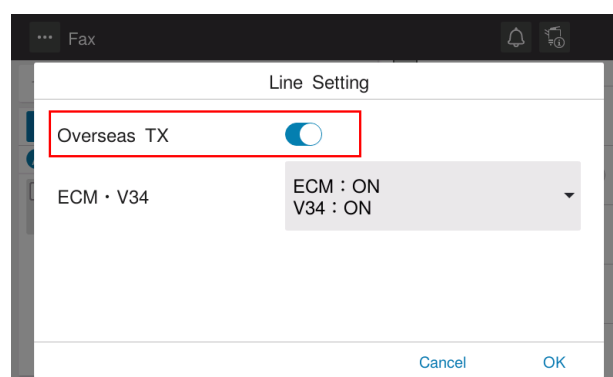 Fax
Line Setting
Overseas TX
ECM・V34
ECM：ON
V34：ON
Cancel
OK